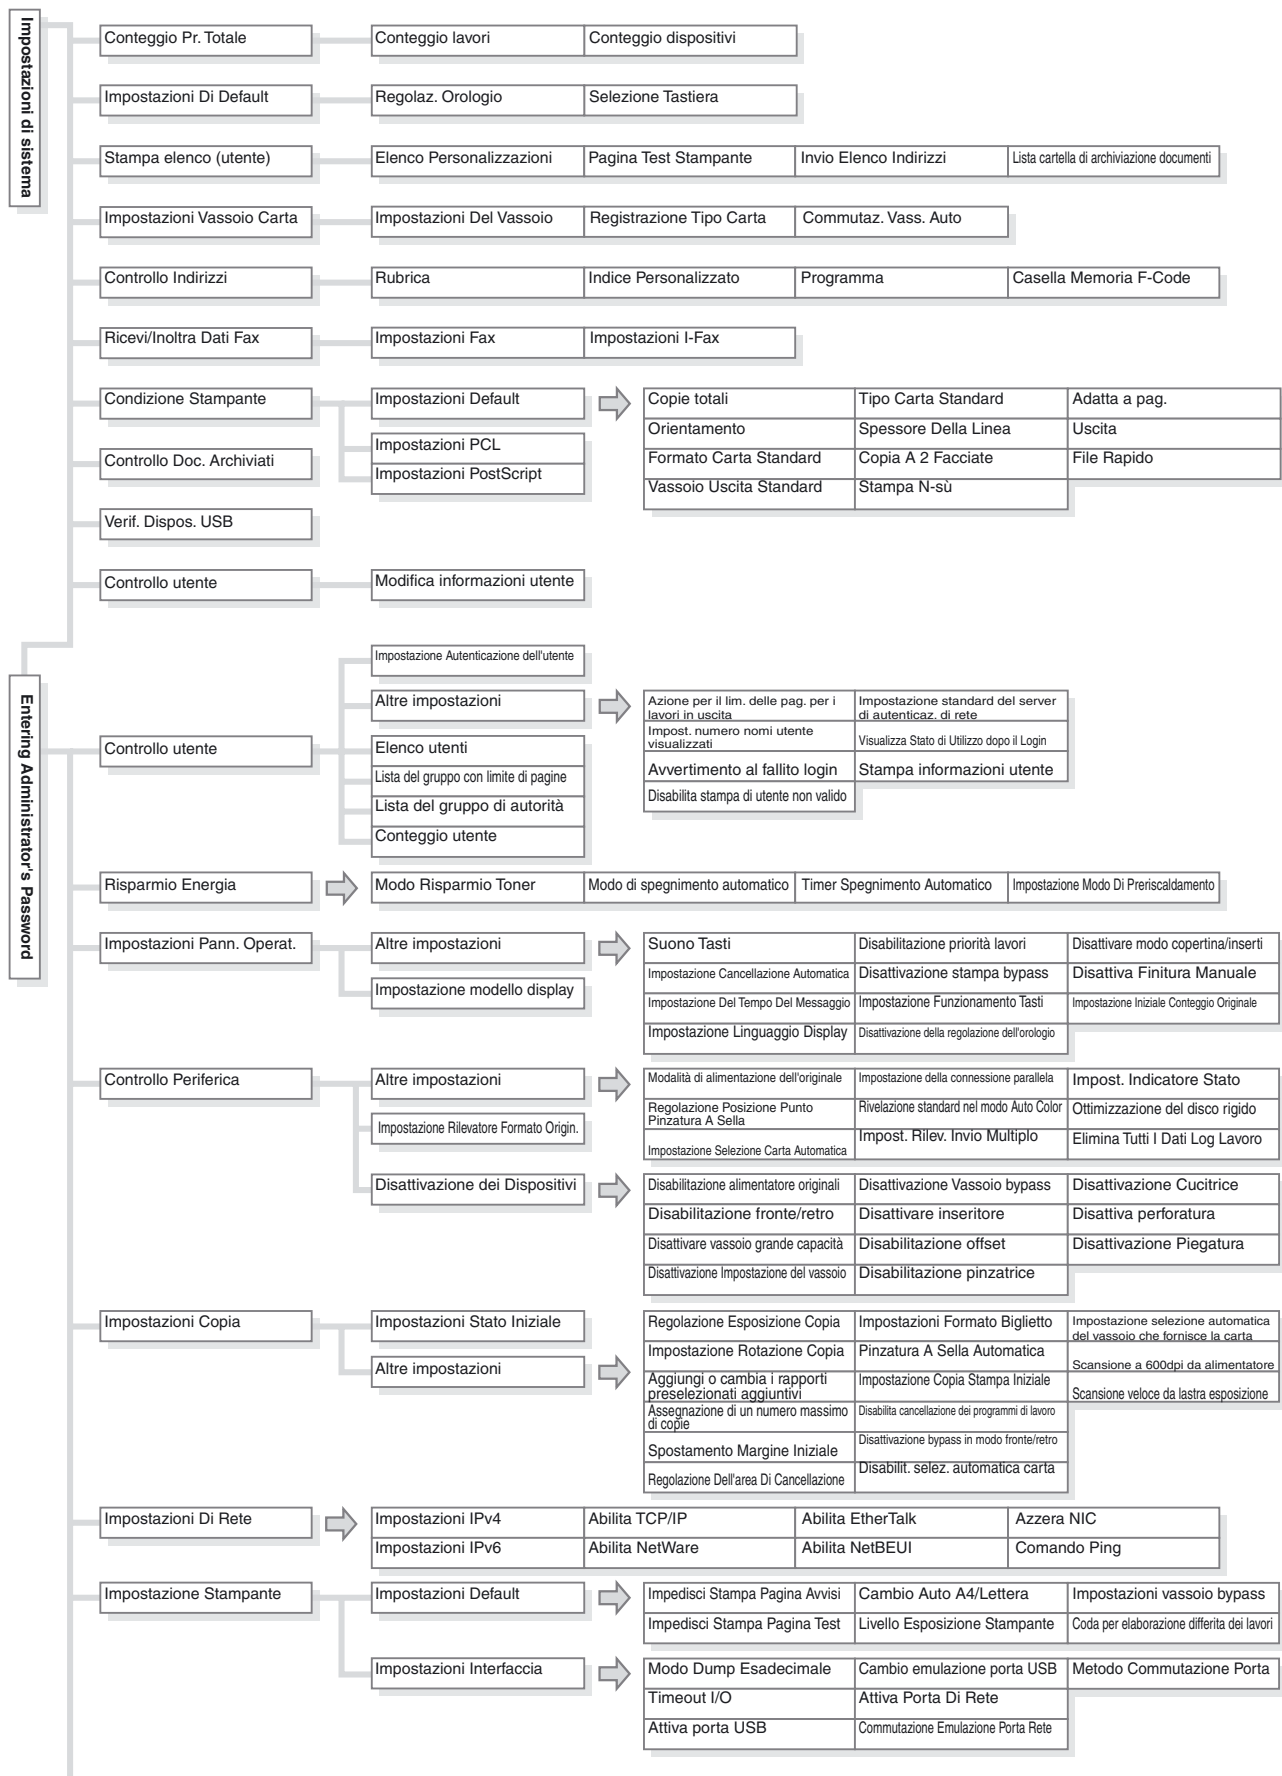 Impostazioni di sistema
Conteggio Pr. Totale
Conteggio lavori
Conteggio dispositivi
Impostazioni Di Default
Regolaz. Orologio
Selezione Tastiera
Stampa elenco (utente)
Elenco Personalizzazioni
Pagina Test Stampante
Invio Elenco Indirizzi
Lista cartella di archiviazione documenti
Impostazioni Vassoio Carta
Impostazioni Del Vassoio
Registrazione Tipo Carta
Commutaz. Vass. Auto
Controllo Indirizzi
Rubrica
Indice Personalizzato
Programma
Casella Memoria F-Code
Ricevi/Inoltra Dati Fax
Impostazioni Fax
Impostazioni I-Fax
Condizione Stampante
Impostazioni Default
Impostazioni PCL
Impostazioni PostScript
Copie totali
Tipo Carta Standard
Adatta a pag.
Orientamento
Spessore Della Linea
Uscita
Formato Carta Standard
Copia A 2 Facciate
File Rapido
Vassoio Uscita Standard
Stampa N-sù
Controllo Doc. Archiviati
Verif. Dispos. USB
Controllo utente
Modifica informazioni utente
Entering Administrator's Password
Controllo utente
Impostazione Autenticazione dell'utente
Altre impostazioni
Elenco utenti
Lista del gruppo con limite di pagine
Lista del gruppo di autorità
Conteggio utente
Azione per il lim. delle pag. per i
lavori in uscita
Impostazione standard del server
di autenticaz. di rete
Impost. numero nomi utente
visualizzati
Visualizza Stato di Utilizzo dopo il Login
Avvertimento al fallito login
Stampa informazioni utente
Disabilita stampa di utente non valido
Risparmio Energia
Modo Risparmio Toner
Modo di spegnimento automatico
Timer Spegnimento Automatico
Impostazione Modo Di Preriscaldamento
Impostazioni Pann. Operat.
Altre impostazioni
Impostazione modello display
Suono Tasti
Disabilitazione priorità lavori
Disattivare modo copertina/inserti
Impostazione Cancellazione Automatica
Disattivazione stampa bypass
Disattiva Finitura Manuale
Impostazione Del Tempo Del Messaggio
Impostazione Funzionamento Tasti
Impostazione Iniziale Conteggio Originale
Impostazione Linguaggio Display
Disattivazione della regolazione dell'orologio
Controllo Periferica
Altre impostazioni
Impostazione Rilevatore Formato Origin.
Disattivazione dei Dispositivi
Modalità di alimentazione dell'originale
Impostazione della connessione parallela
Impost. Indicatore Stato
Regolazione Posizione Punto
Pinzatura A Sella
Rivelazione standard nel modo Auto Color
Ottimizzazione del disco rigido
Impostazione Selezione Carta Automatica
Impost. Rilev. Invio Multiplo
Elimina Tutti I Dati Log Lavoro
Disabilitazione alimentatore originali
Disattivazione Vassoio bypass
Disattivazione Cucitrice
Disabilitazione fronte/retro
Disattivare inseritore
Disattiva perforatura
Disattivare vassoio grande capacità
Disabilitazione offset
Disattivazione Piegatura
Disattivazione Impostazione del vassoio
Disabilitazione pinzatrice
Impostazioni Copia
Impostazioni Stato Iniziale
Altre impostazioni
Regolazione Esposizione Copia
Impostazioni Formato Biglietto
Impostazione selezione automatica
del vassoio che fornisce la carta
Impostazione Rotazione Copia
Pinzatura A Sella Automatica
Scansione a 600dpi da alimentatore
Aggiungi o cambia i rapporti
preselezionati aggiuntivi
Impostazione Copia Stampa Iniziale
Scansione veloce da lastra esposizione
Assegnazione di un numero massimo
di copie
Disabilita cancellazione dei programmi di lavoro
Spostamento Margine Iniziale
Disattivazione bypass in modo fronte/retro
Regolazione Dell'area Di Cancellazione
Disabilit. selez. automatica carta
Impostazioni Di Rete
Impostazioni IPv4
Abilita TCP/IP
Abilita EtherTalk
Azzera NIC
Impostazioni IPv6
Abilita NetWare
Abilita NetBEUI
Comando Ping
Impostazione Stampante
Impostazioni Default
Impedisci Stampa Pagina Avvisi
Cambio Auto A4/Lettera
Impostazioni vassoio bypass
Impedisci Stampa Pagina Test
Livello Esposizione Stampante
Coda per elaborazione differita dei lavori
Impostazioni Interfaccia
Modo Dump Esadecimale
Cambio emulazione porta USB
Metodo Commutazione Porta
Timeout I/O
Attiva Porta Di Rete
Attiva porta USB
Commutazione Emulazione Porta Rete